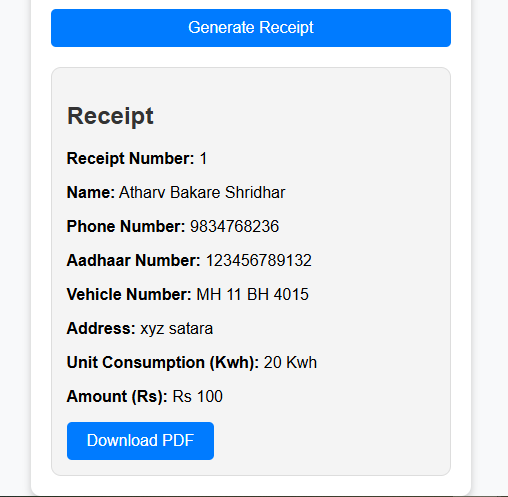 Generate Receipt
Receipt
Receipt Number: 1
Name: Atharv Bakare Shridhar
Phone Number: 9834768236
Aadhaar Number: 123456789132
Vehicle Number: MH 11 BH 4015
Address: xyz satara
Unit Consumption (Kwh): 20 Kwh
Amount (Rs): Rs 100
Download PDF